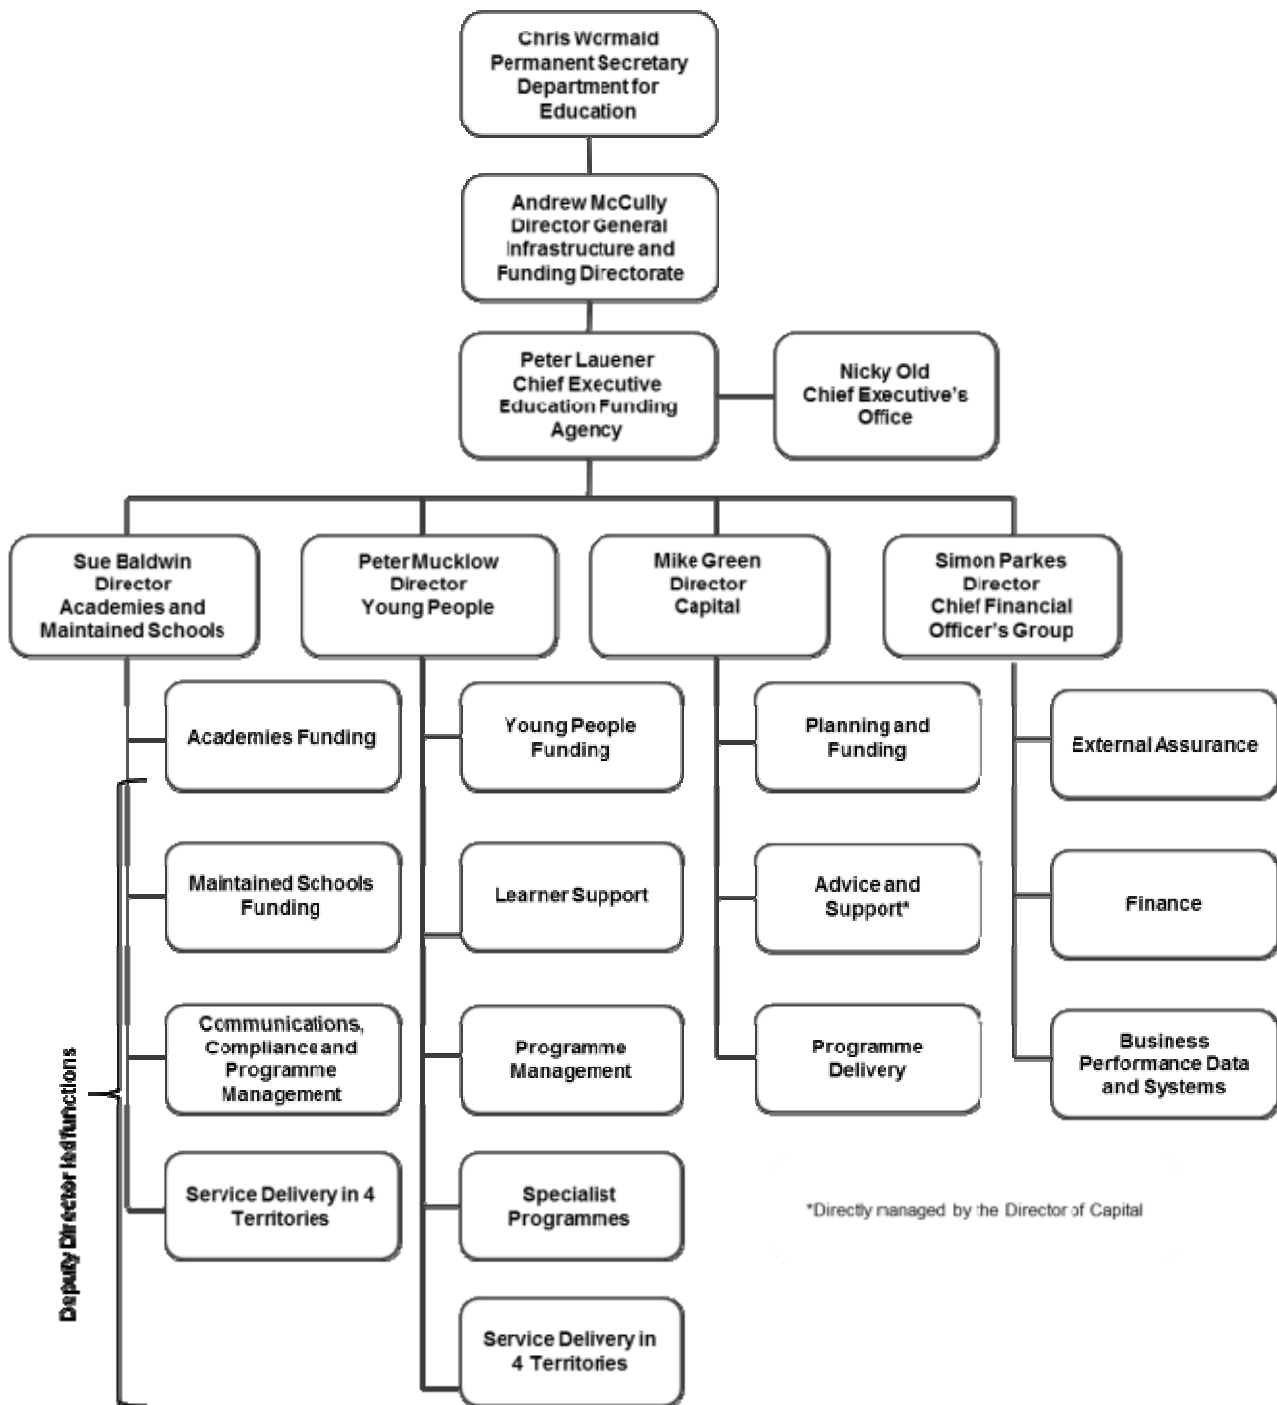 Chris Wormald
Permanent Secretary
Department for
Education
Andrew McCully
Director General
Infrastructure and
Funding Directorate
Peter Lauener
Chief Executive
Education Funding
Agency
Nicky Old
Chief Executive's
Office
Sue Baldwin
Director
Academies and
Maintained Schools
Peter Mucklow
Director
Young People
Mike Green
Director
Capital
Simon Parkes
Director
Chief Financial
Officer's Group
Academies Funding
Maintained Schools
Funding
Communications,
Compliance and
Programme
Management
Service Delivery in 4
Territories
Young People
Funding
Learner Support
Programme
Management
Specialist
Programmes
Service Delivery in
4 Territories
Planning and
Funding
Advice and
Support*
Programme
Delivery
External Assurance
Finance
Business
Performance Data
and Systems
Deputy Director led functions
*Directly managed by the Director of Capital